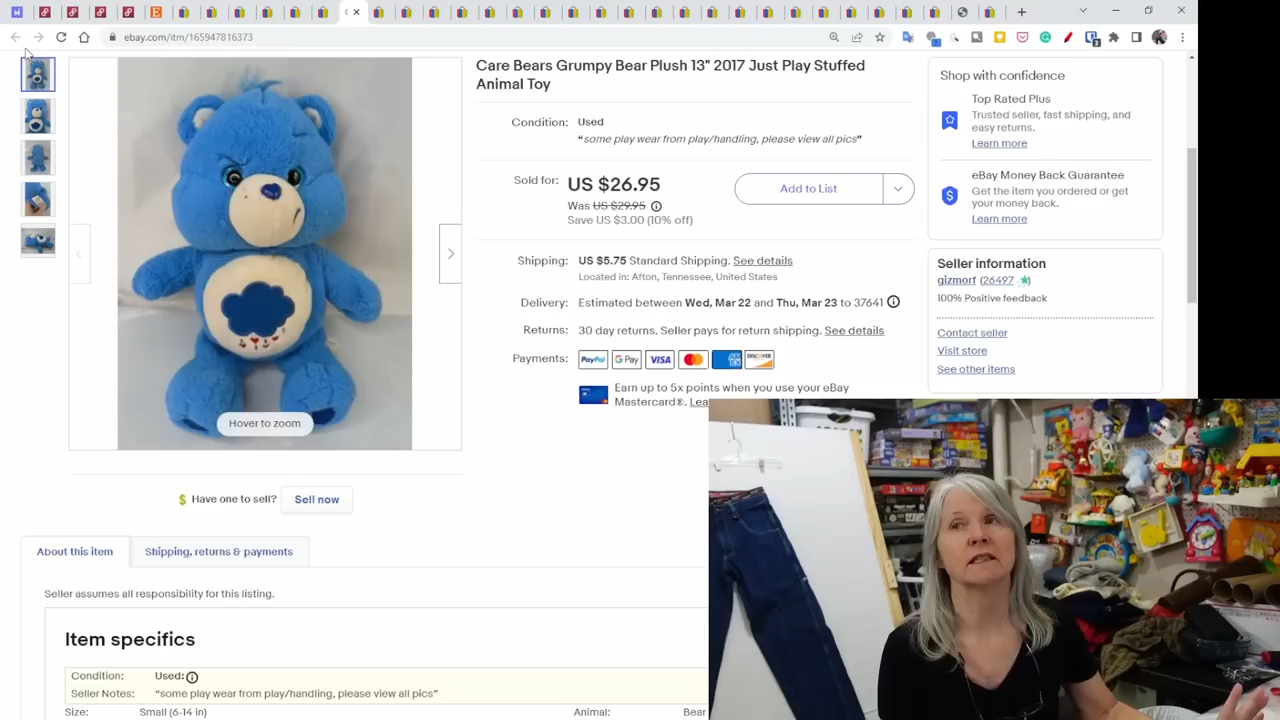 ebay.com/itm/165947816373
Care Bears Grumpy Bear Plush 13" 2017 Just Play Stuffed
Animal Toy
Condition:
Used
“some play wear from play/handling, please view all pics”
Sold for:
US $26.95
Was US $29.95
Save US $3.00 (10% off)
Add to List
Shipping:
US $5.75 Standard Shipping. See details
Located in: Afton, Tennessee, United States
Delivery:
Estimated between Wed, Mar 22 and Thu, Mar 23 to 37641
Returns:
30 day returns. Seller pays for return shipping. See details
Payments:
PayPal
G Pay
VISA
DISCOVER
Earn up to 5x points when you use your eBay
Mastercard®. Lea
Hover to zoom
$ Have one to sell?
Sell now
Shop with confidence
Top Rated Plus
Trusted seller, fast shipping, and
easy returns.
Learn more
eBay Money Back Guarantee
Get the item you ordered or get
your money back.
Learn more
Seller information
gizmorf (26497)
100% Positive feedback
Contact seller
Visit store
See other items
About this item
Shipping, returns & payments
Seller assumes all responsibility for this listing.
Item specifics
Condition:
Used:
Seller Notes:
“some play wear from play/handling, please view all pics”
Size:
Small (6-14 in)
Animal:
Bear